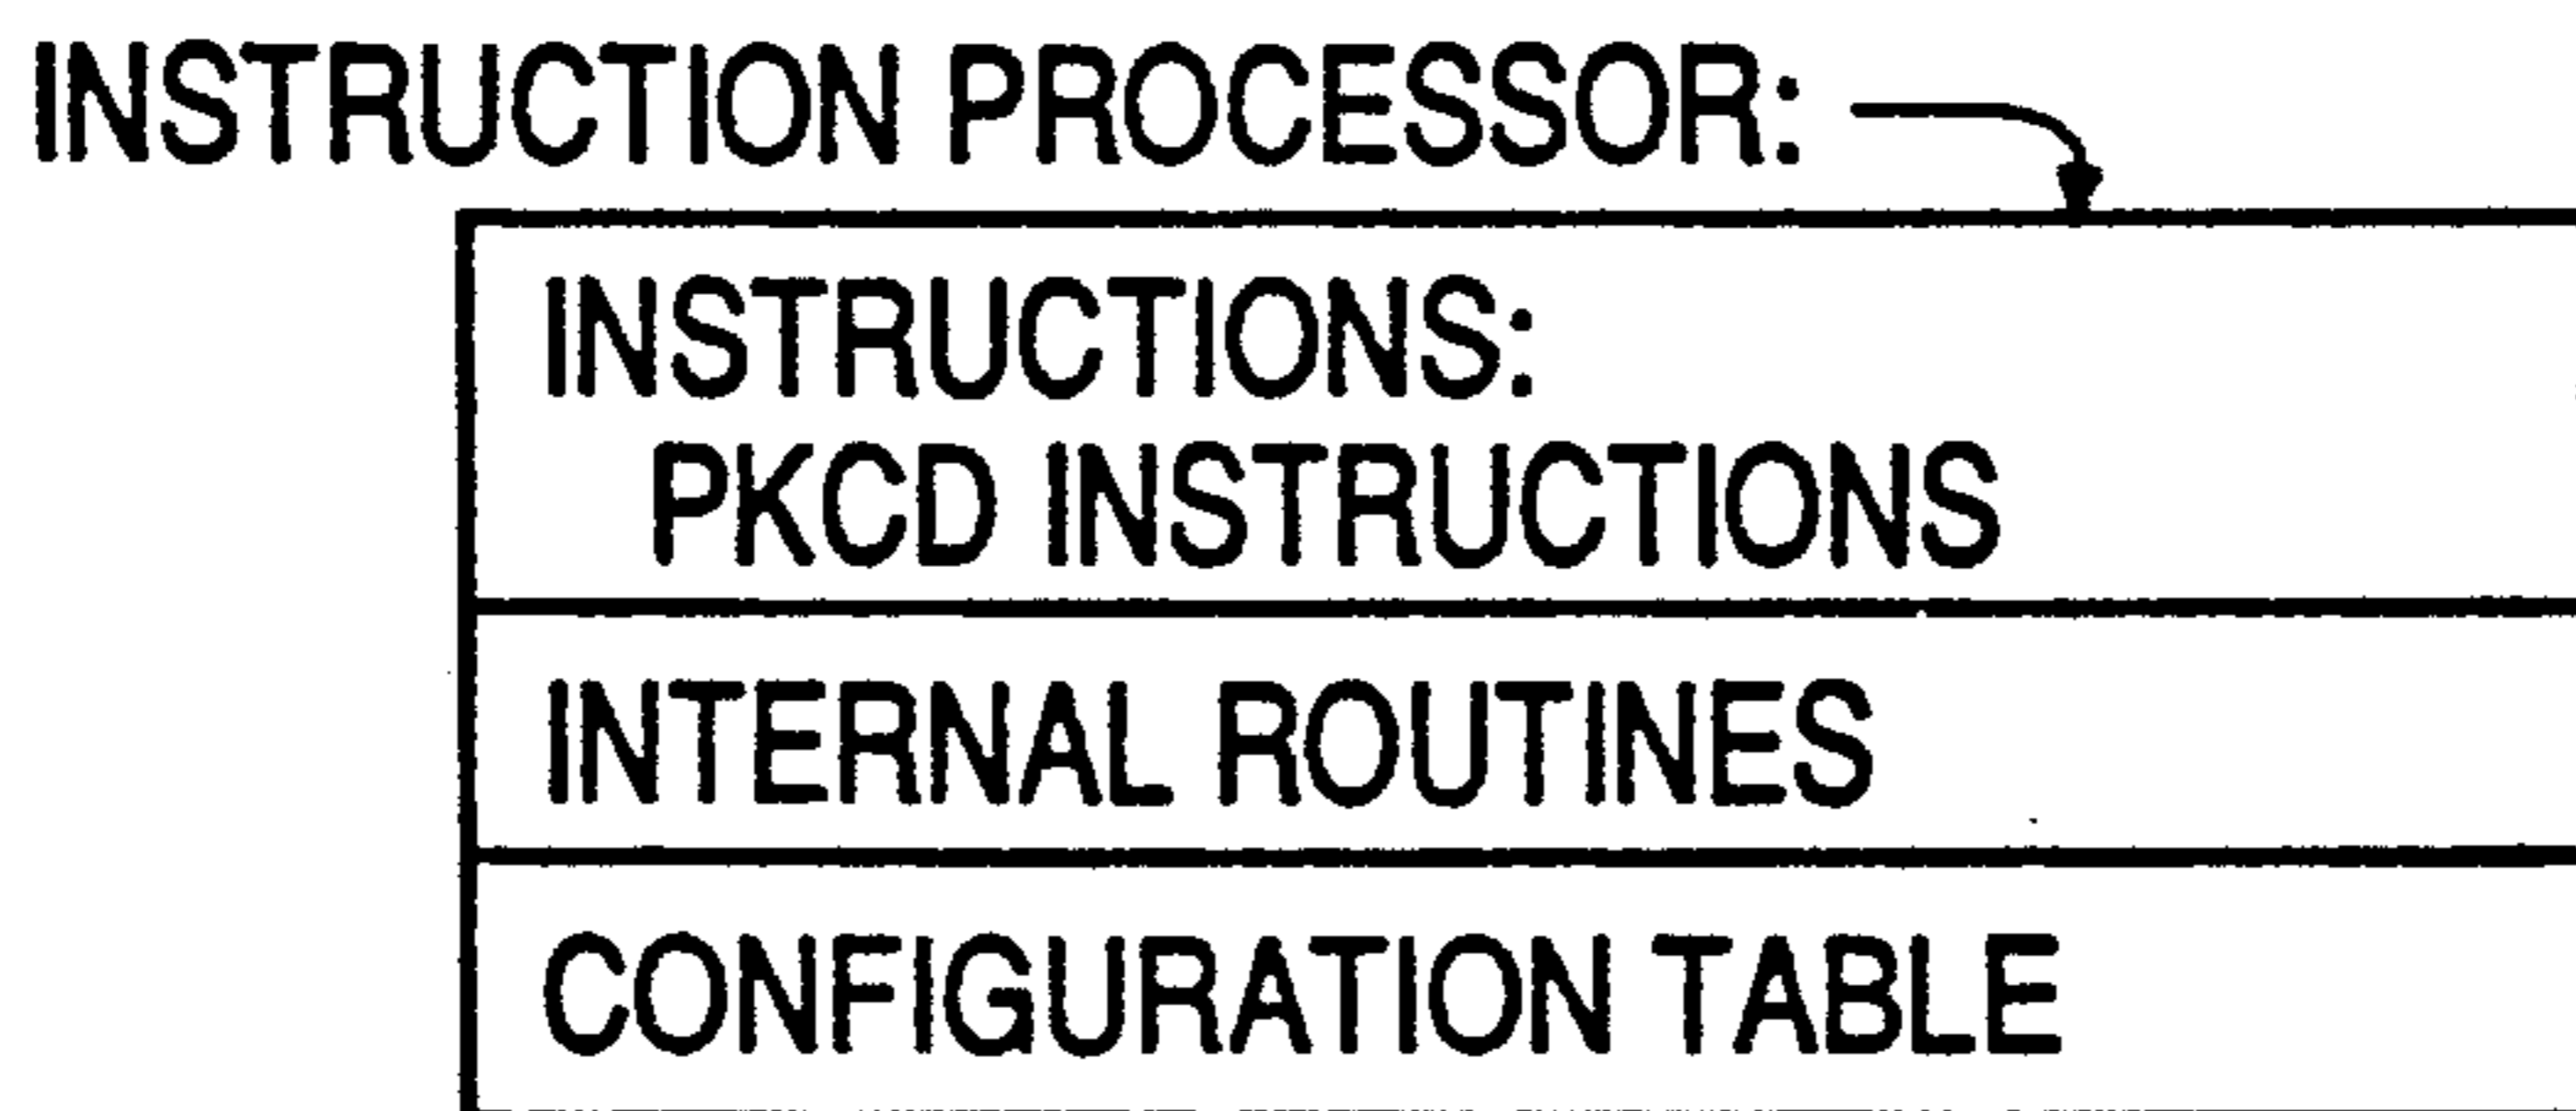 INSTRUCTION PROCESSOR:
INSTRUCTIONS:
PKCD INSTRUCTIONS
INTERNAL ROUTINES
CONFIGURATION TABLE